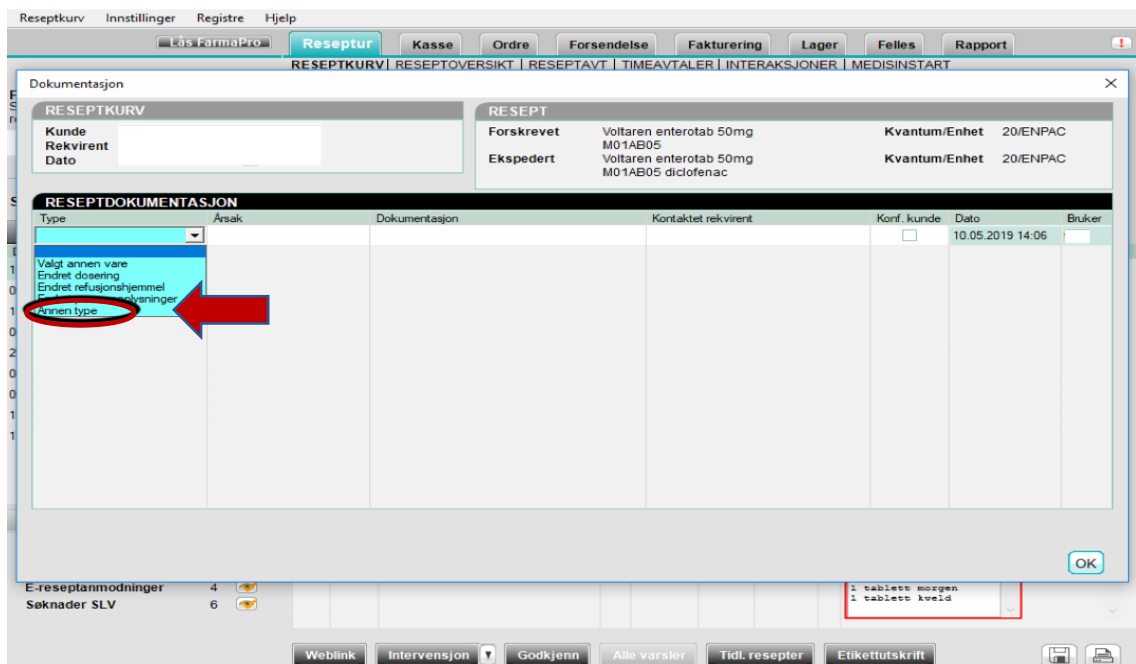 Reseptkurv Innstillinger Registre Hjelp
Lås FarmaPro Reseptur Kasse Ordre Forsendelse Fakturering Lager Felles Rapport !
RESEPTKURV | RESEPTOVERSIKT | RESEPTAVT | TIMEAVTALER | INTERAKSJONER | MEDISINSTART
Dokumentasjon
RESEPTKURV RESEPT
Kunde Forskrevet Voltaren enterotab 50mg Kvantum/Enhet 20/ENPAC
Rekvirent M01AB05
Dato Ekspedert Voltaren enterotab 50mg Kvantum/Enhet 20/ENPAC
M01AB05 diclofenac
RESEPTDOKUMENTASJON
Type Årsak Dokumentasjon Kontaktet rekvirent Konf. kunde Dato Bruker
10.05.2019 14:06
Valgt annen vare
Endret dosering
Endret refusjonshjemmel
Annen type
OK
E-reseptanmodninger 4 1 tablett morgen
Søknader SLV 6 1 tablett kveld
Weblink Intervensjon Godkjenn Alle varsler Tidl. resepter Etikettutskrift